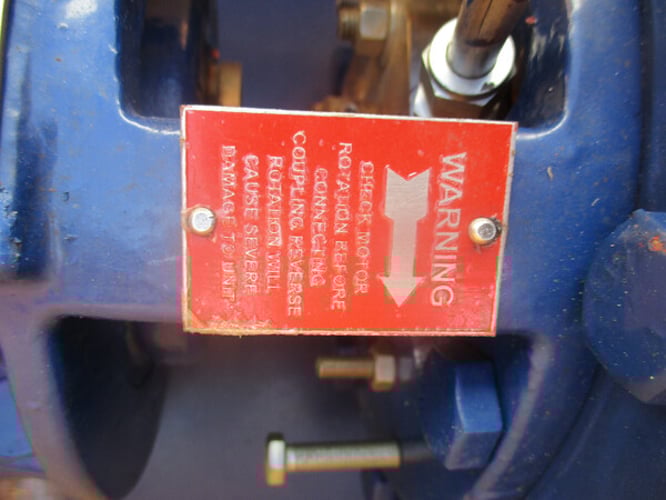 WARNING
CHECK MOTOR
ROTATION BEFORE
CONNECTING
COUPLING REVERSE
ROTATION WILL
CAUSE SEVERE
DAMAGE TO UNIT